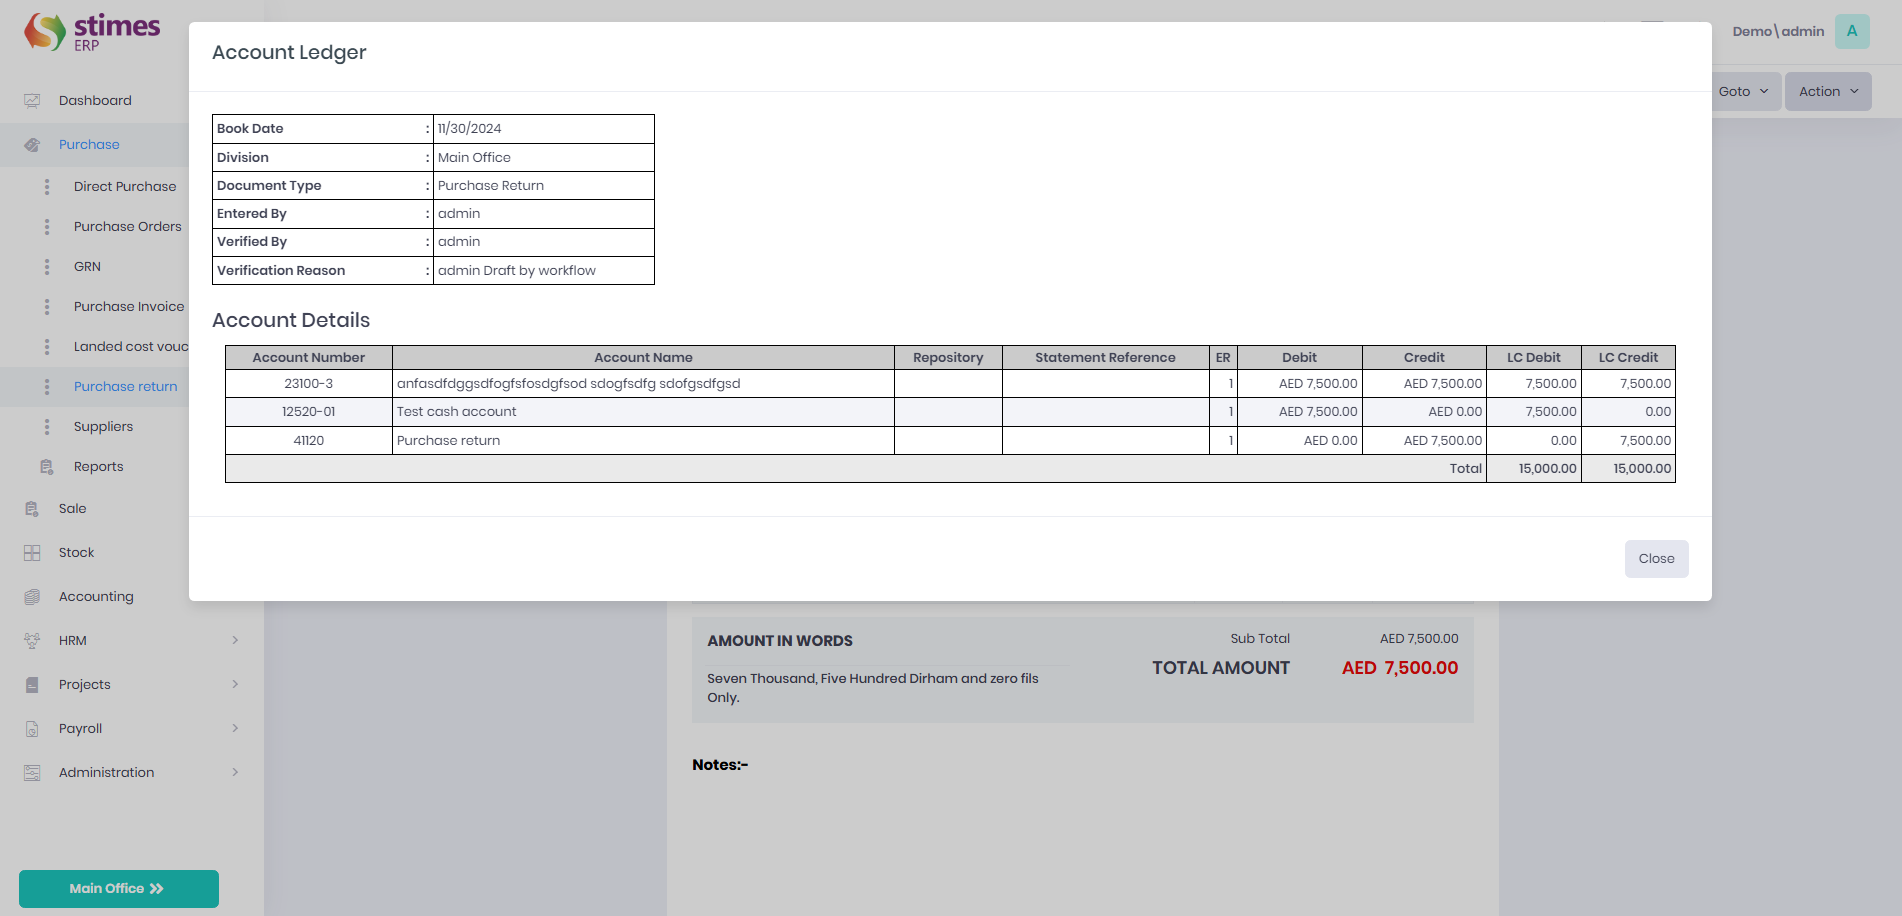 stimes
ERP
Demo\admin
A
Goto
Action
Dashboard
Purchase
Direct Purchase
Purchase Orders
GRN
Purchase Invoice
Landed cost vouc
Purchase return
Suppliers
Reports
Sale
Stock
Accounting
HRM
Projects
Payroll
Administration
Main Office
Account Ledger
Book Date : 11/30/2024
Division : Main Office
Document Type : Purchase Return
Entered By : admin
Verified By : admin
Verification Reason : admin Draft by workflow
Account Details
Account Number Account Name Repository Statement Reference ER Debit Credit LC Debit LC Credit
23100-3 anfasdfdggsdfogfsfosdgfsod sdogfsdfg sdofgsdfgsd 1 AED 7,500.00 AED 7,500.00 7,500.00 7,500.00
12520-01 Test cash account 1 AED 7,500.00 AED 0.00 7,500.00 0.00
41120 Purchase return 1 AED 0.00 AED 7,500.00 0.00 7,500.00
Total 15,000.00 15,000.00
Close
AMOUNT IN WORDS
Seven Thousand, Five Hundred Dirham and zero fils
Only.
Sub Total AED 7,500.00
TOTAL AMOUNT AED 7,500.00
Notes:-